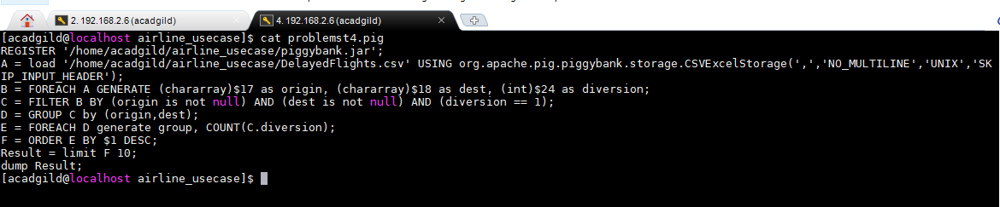 2. 192.168.2.6 (acadgild)
4. 192.168.2.6 (acadgild)
[acadgild@localhost airline_usecase]$ cat problemst4.pig
REGISTER '/home/acadgild/airline_usecase/piggybank.jar';
A = load '/home/acadgild/airline_usecase/DelayedFlights.csv' USING org.apache.pig.piggybank.storage.CSVExcelStorage(',','NO_MULTILINE','UNIX','SK
IP_INPUT_HEADER');
B = FOREACH A GENERATE (chararray)$17 as origin, (chararray)$18 as dest, (int)$24 as diversion;
C = FILTER B BY (origin is not null) AND (dest is not null) AND (diversion == 1);
D = GROUP C by (origin,dest);
E = FOREACH D generate group, COUNT(C.diversion);
F = ORDER E BY $1 DESC;
Result = limit F 10;
dump Result;
[acadgild@localhost airline_usecase]$